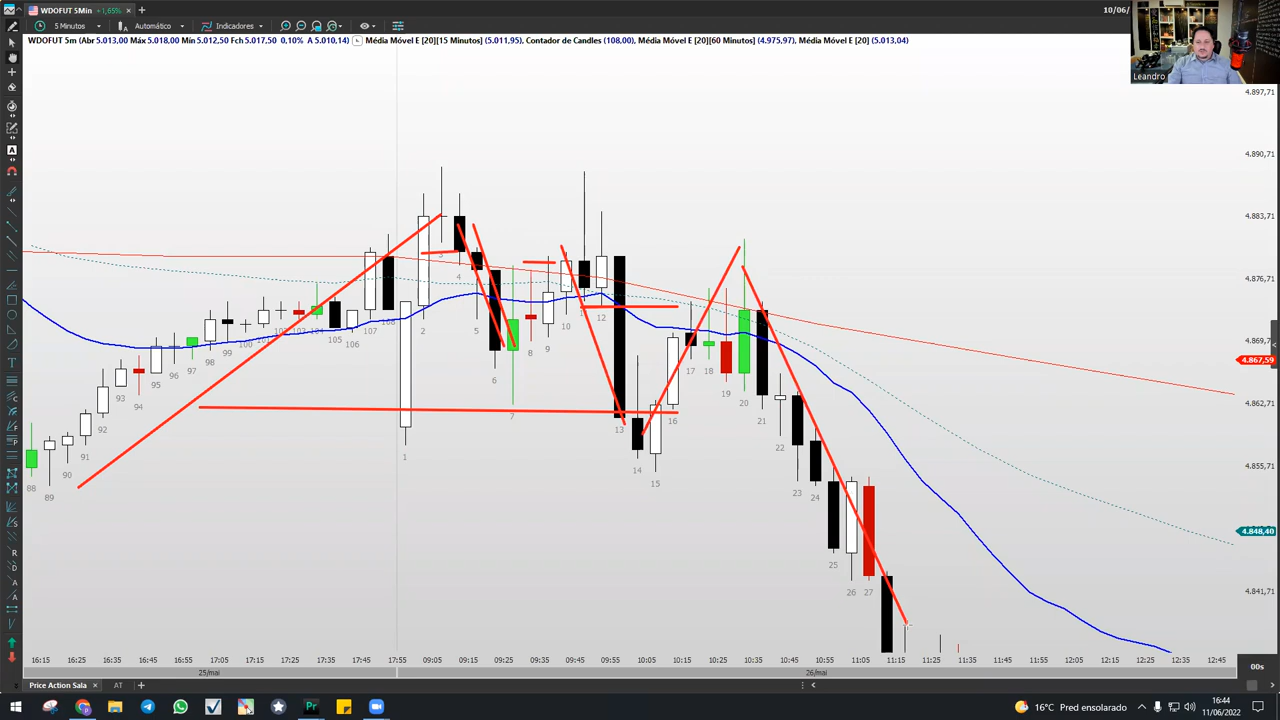 WDOFUT 5Min +1,65%
10/06/
5 Minutos
Automático
Indicadores
WDOFUT 5m (Abr 5.013,00 Máx 5.018,00 Mín 5.012,50 Fch 5.017,50 0,10% A 5.010,14) Média Móvel E [20][15 Minutos] (5.011,95), Contador de Candles (108,00), Média Móvel E [20][60 Minutos] (4.975,97), Média Móvel E [20] (5.013,04)
Leandro
4.897,71
4.890,71
4.883,71
4.876,71
4.869,7
4.867,59
4.862,71
4.855,71
4.848,40
4.841,71
88 89 90 91 92 93 94 95 96 97 98 99 100 105 106 107 108
1 2 3 4 5 6 7 8 9 10 12 13 14 15 16 17 18 19 20 21 22 23 24 25 26 27
16:15 16:25 16:35 16:45 16:55 17:05 17:15 17:25 17:35 17:45 17:55 09:05 09:15 09:25 09:35 09:45 09:55 10:05 10:15 10:25 10:35 10:45 10:55 11:05 11:15 11:25 11:35 11:45 11:55 12:05 12:15 12:25 12:35 12:45
25/mai
26/mai
00s
Price Action Sala
AT
16°C Pred ensolarado
16:44
11/06/2022